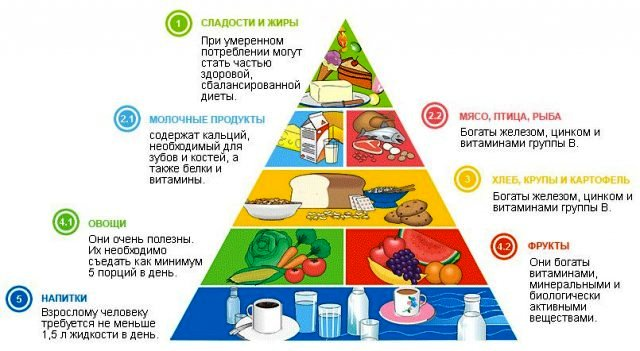 1
СЛАДОСТИ И ЖИРЫ
При умеренном
потреблении могут
стать частью
здоровой,
сбалансированной
диеты.
2.1
МОЛОЧНЫЕ ПРОДУКТЫ
содержат кальций,
необходимый для
зубов и костей, а
также белки и
витамины.
2.2
МЯСО, ПТИЦА, РЫБА
Богаты железом, цинком и
витаминами группы В.
3
ХЛЕБ, КРУПЫ И КАРТОФЕЛЬ
Богаты железом, цинком и
витаминами группы В.
4.1
ОВОЩИ
Они очень полезны.
Их необходимо
съедать как минимум
5 порций в день.
4.2
ФРУКТЫ
Они богаты
витаминами,
минеральными и
биологически
активными
веществами.
5
НАПИТКИ
Взрослому человеку
требуется не меньше
1,5 л жидкости в день.